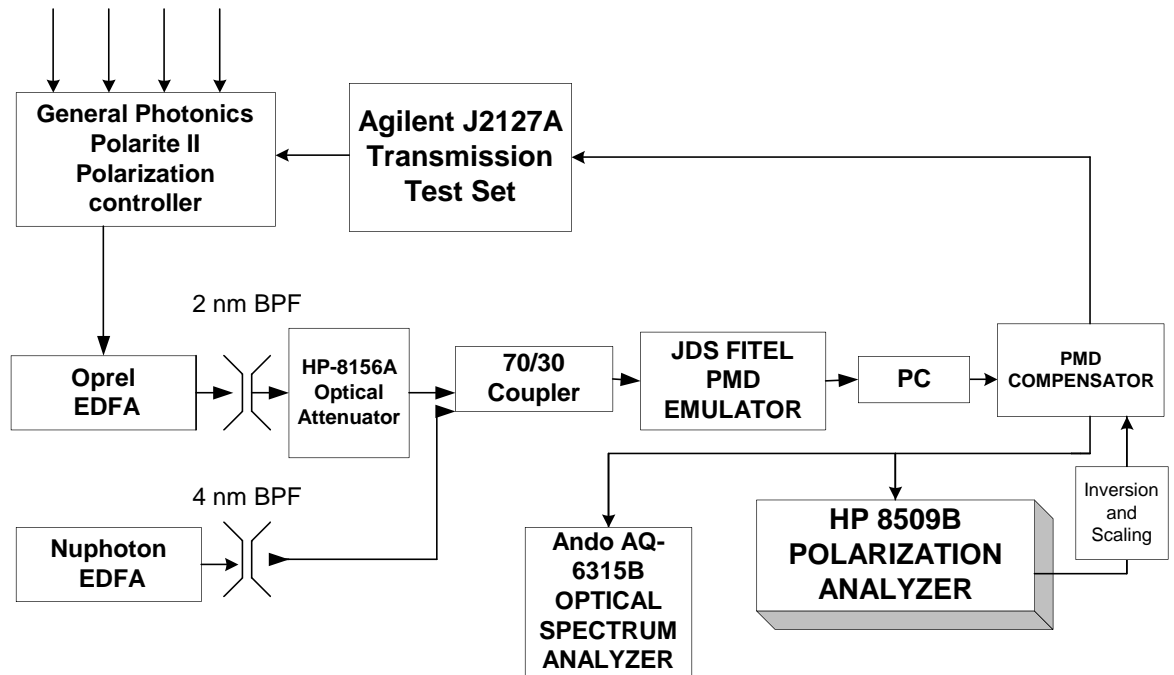 General Photonics
Polarite II
Polarization
controller
Agilent J2127A
Transmission
Test Set
2 nm BPF
Oprel
EDFA
HP-8156A
Optical
Attenuator
70/30
Coupler
JDS FITEL
PMD
EMULATOR
PC
PMD
COMPENSATOR
4 nm BPF
Nuphoton
EDFA
Ando AQ-
6315B
OPTICAL
SPECTRUM
ANALYZER
HP 8509B
POLARIZATION
ANALYZER
Inversion
and
Scaling